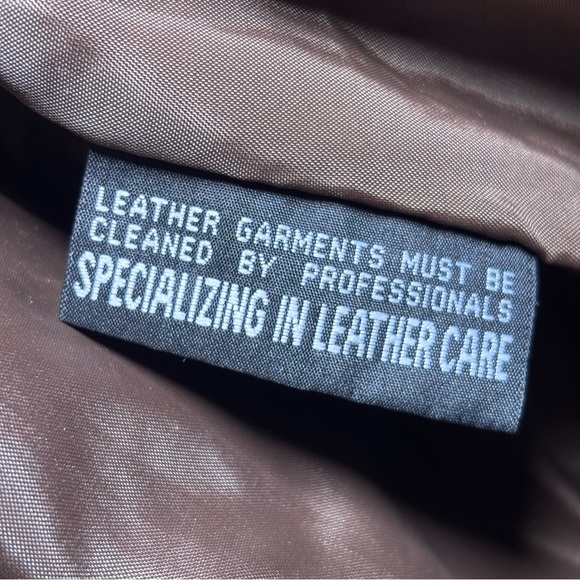 LEATHER GARMENTS MUST BE
CLEANED BY PROFESSIONALS
SPECIALIZING IN LEATHER CARE